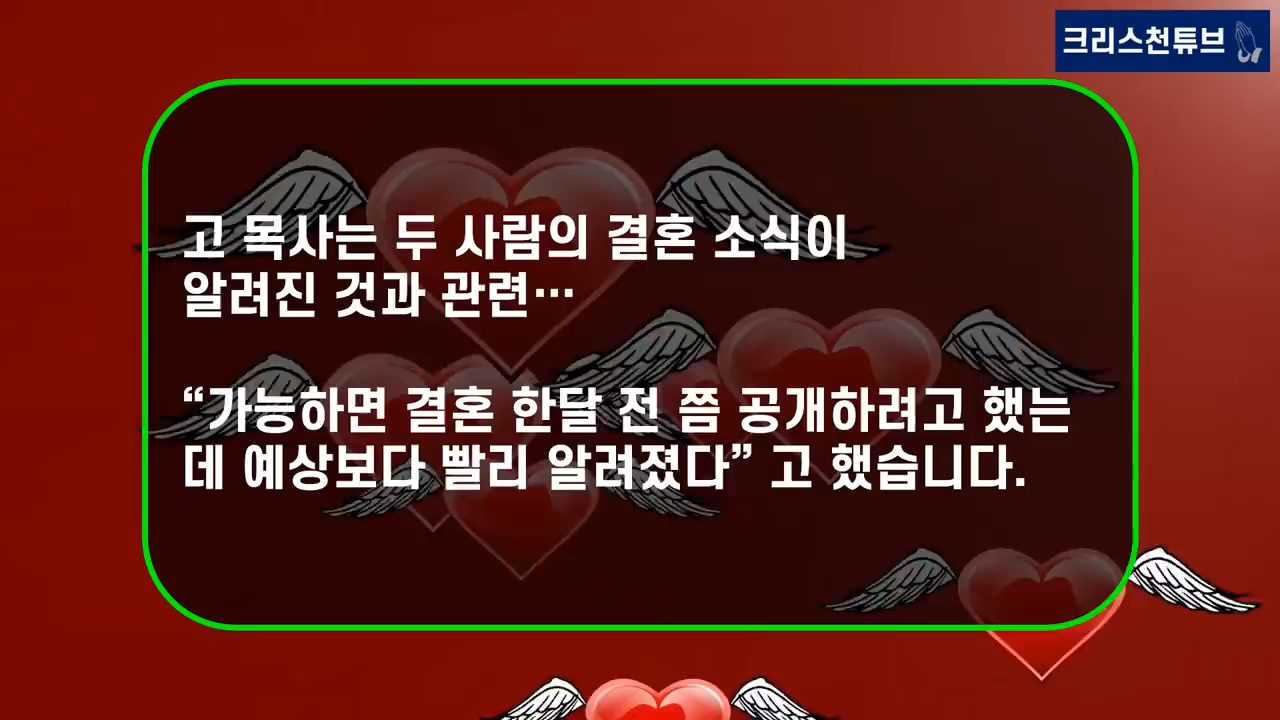 크리스천튜브
고 목사는 두 사람의 결혼 소식이
알려진 것과 관련…
“가능하면 결혼 한달 전 쯤 공개하려고 했는
데 예상보다 빨리 알려졌다” 고 했습니다.